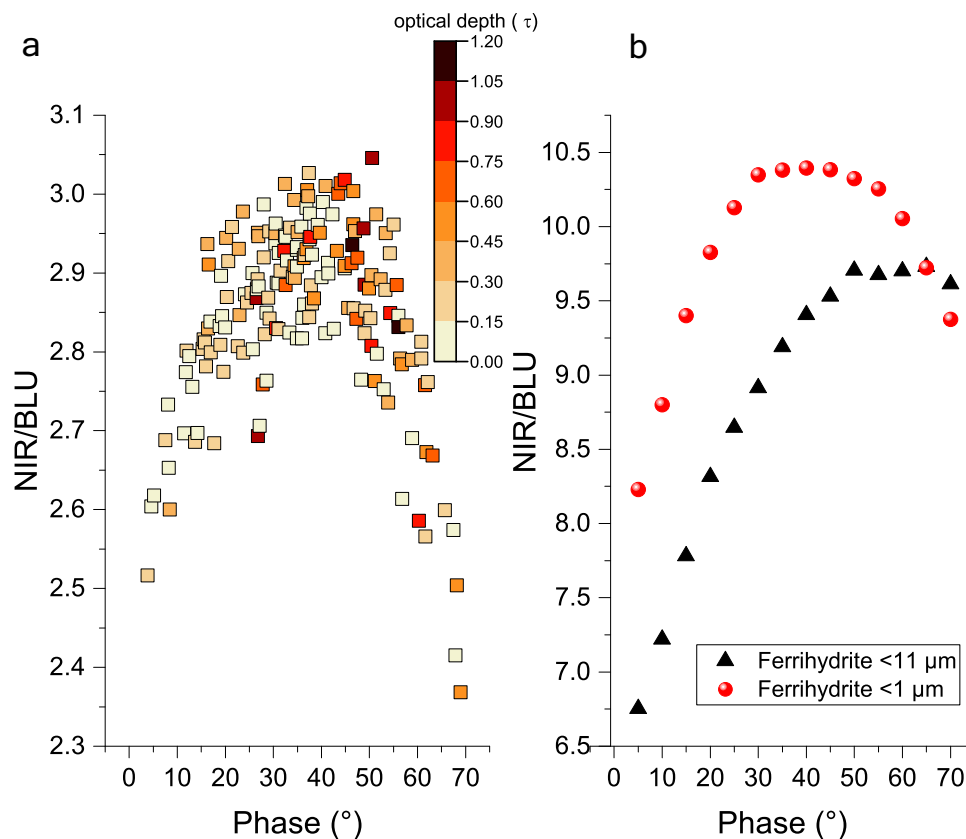 optical depth ( τ)
a
b
1.20
1.05
0.90
0.75
0.60
0.45
0.30
0.15
0.00
3.1
3.0
2.9
2.8
2.7
2.6
2.5
2.4
2.3
NIR/BLU
0 10 20 30 40 50 60 70
Phase (°)
10.5
10.0
9.5
9.0
8.5
8.0
7.5
7.0
6.5
NIR/BLU
Ferrihydrite <11 μm
Ferrihydrite <1 μm
0 10 20 30 40 50 60 70
Phase (°)